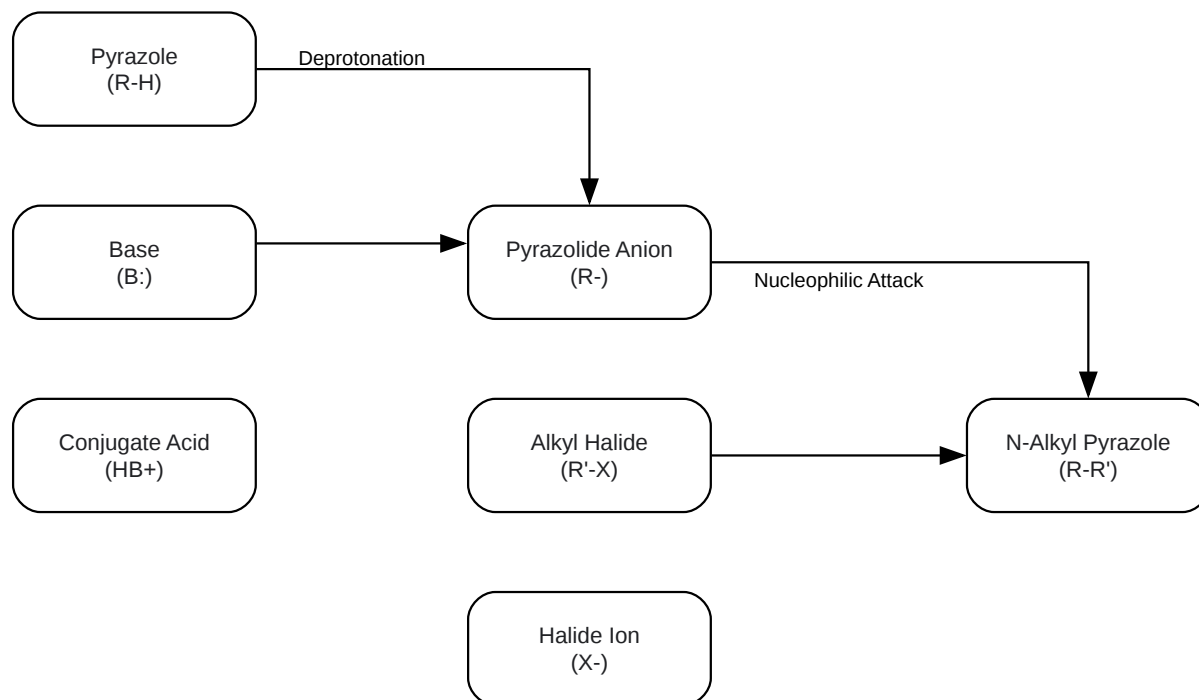 Pyrazole
(R-H)
Deprotonation
Base
(B:)
Pyrazolide Anion
(R-)
Nucleophilic Attack
Conjugate Acid
(HB+)
Alkyl Halide
(R'-X)
N-Alkyl Pyrazole
(R-R')
Halide Ion
(X-)